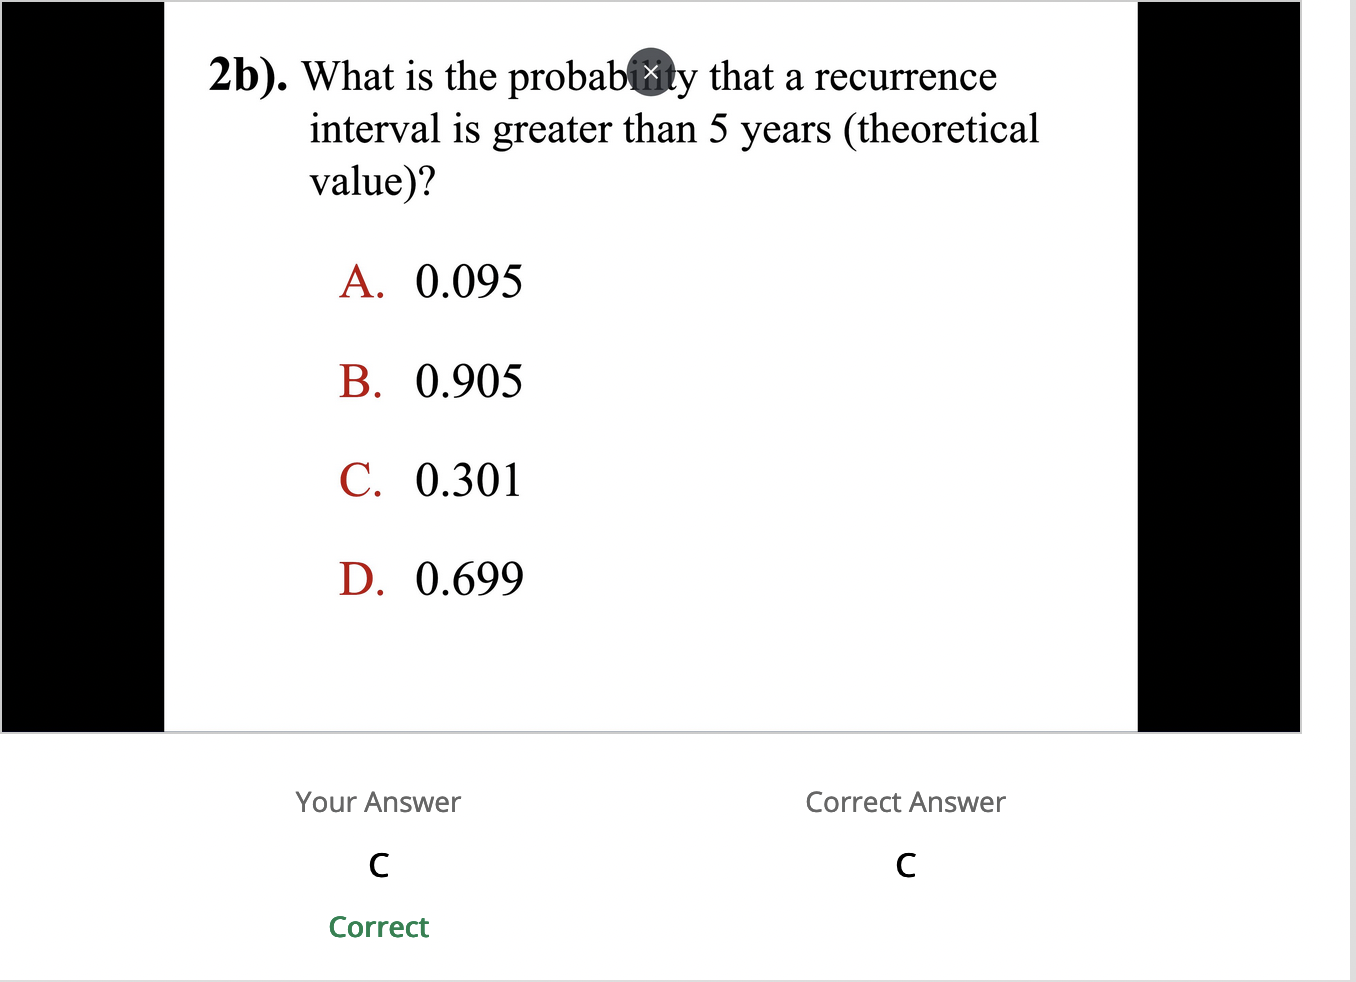 2b). What is the probability that a recurrence
interval is greater than 5 years (theoretical
value)?
A. 0.095
B. 0.905
C. 0.301
D. 0.699
Your Answer
Correct Answer
C
C
Correct